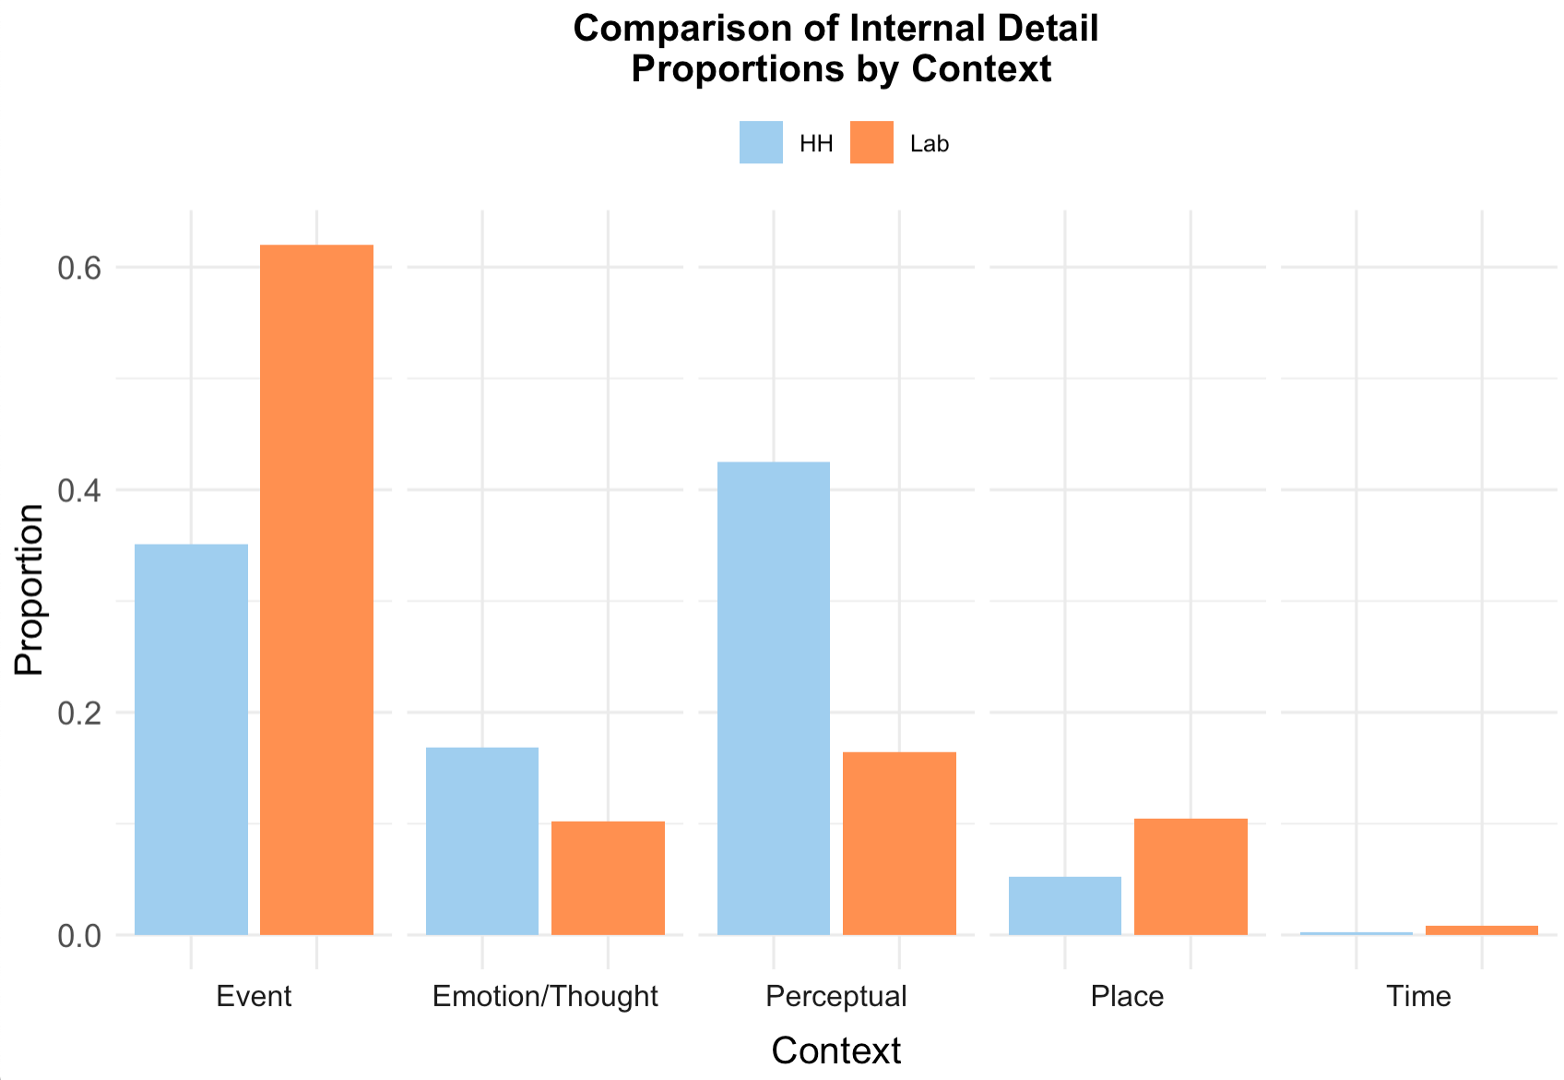 Comparison of Internal Detail
Proportions by Context
HH
Lab
Proportion
0.6
0.4
0.2
0.0
Event
Emotion/Thought
Perceptual
Place
Time
Context